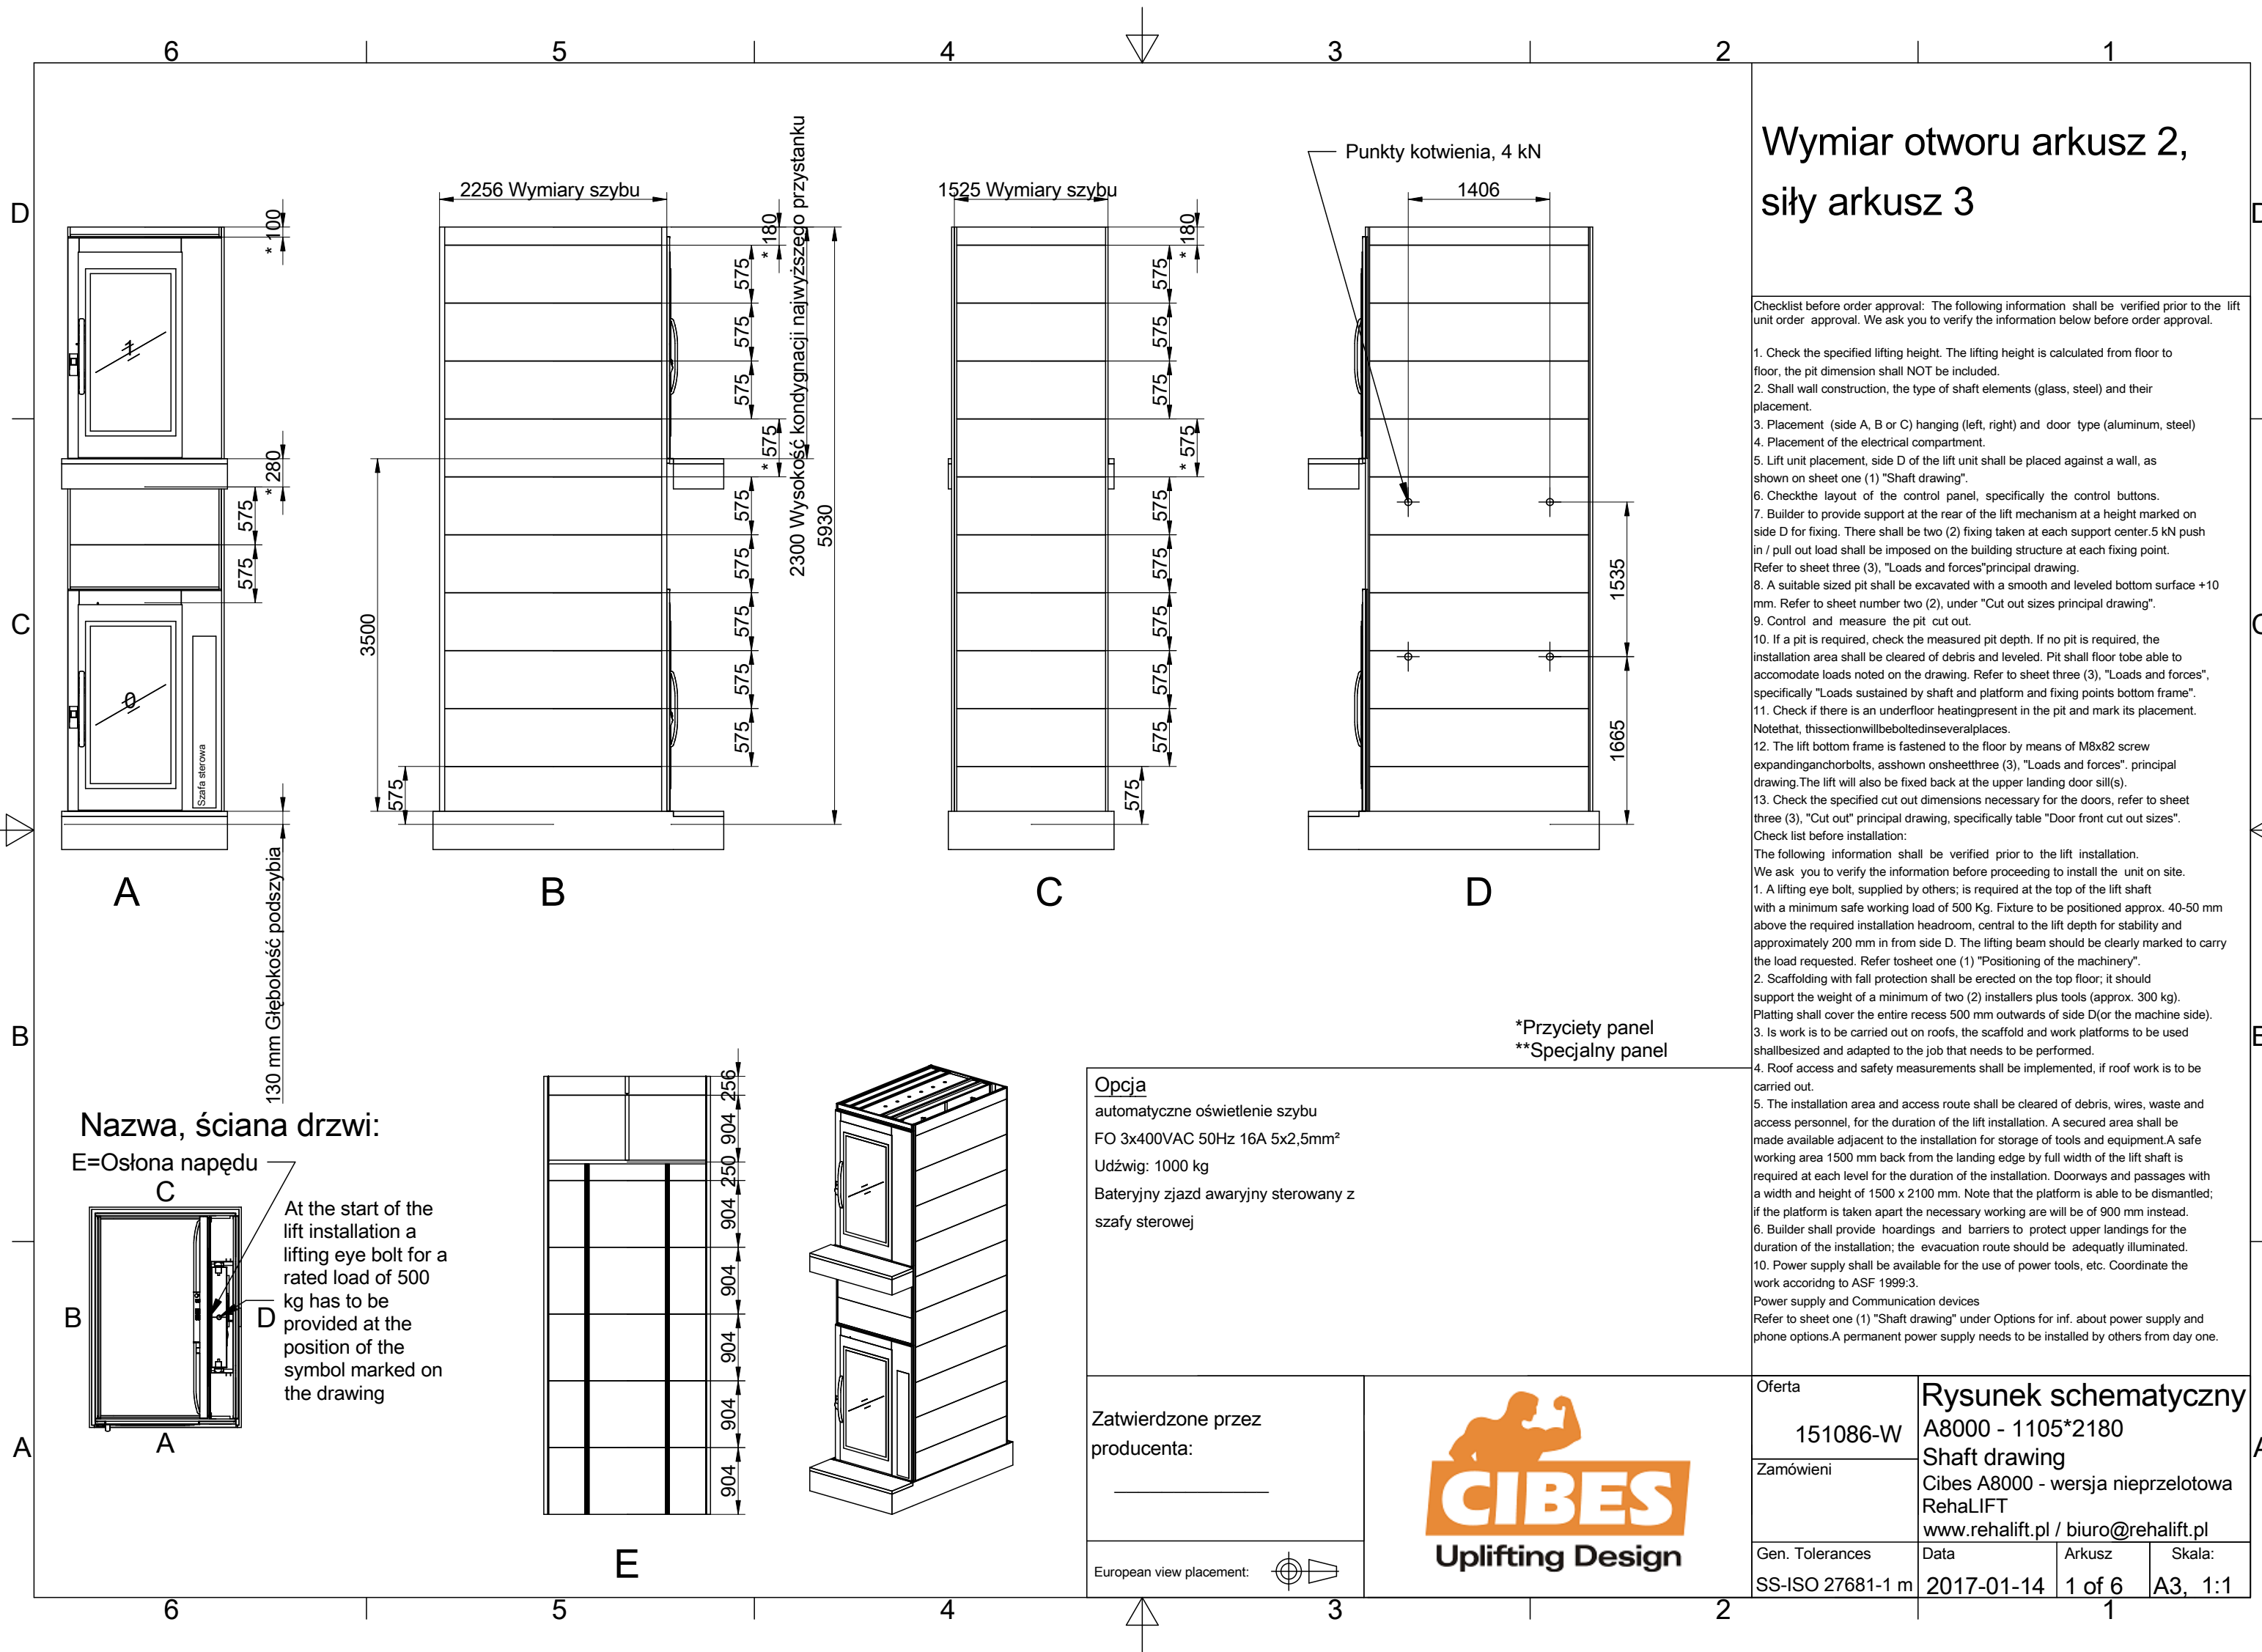 6 5 4 3 2 1
D
C
B
A
D
A
* 100
1
* 280
575
575
0
Szafa sterowa
130 mm Głębokość podszybia
A
2256 Wymiary szybu
* 180
575
575
575
* 575
575
575
575
575
575
575
3500
2300 Wysokość kondygnacji najwyższego przystanku
5930
B
1525 Wymiary szybu
* 180
575
575
575
* 575
575
575
575
575
575
575
C
Punkty kotwienia, 4 kN
1406
1535
1665
D
Wymiar otworu arkusz 2,
siły arkusz 3
Checklist before order approval: The following information shall be verified prior to the lift
unit order approval. We ask you to verify the information below before order approval.
1. Check the specified lifting height. The lifting height is calculated from floor to
floor, the pit dimension shall NOT be included.
2. Shall wall construction, the type of shaft elements (glass, steel) and their
placement.
3. Placement (side A, B or C) hanging (left, right) and door type (aluminum, steel)
4. Placement of the electrical compartment.
5. Lift unit placement, side D of the lift unit shall be placed against a wall, as
shown on sheet one (1) "Shaft drawing".
6. Checkthe layout of the control panel, specifically the control buttons.
7. Builder to provide support at the rear of the lift mechanism at a height marked on
side D for fixing. There shall be two (2) fixing taken at each support center.5 kN push
in / pull out load shall be imposed on the building structure at each fixing point.
Refer to sheet three (3), "Loads and forces"principal drawing.
8. A suitable sized pit shall be excavated with a smooth and leveled bottom surface +10
mm. Refer to sheet number two (2), under "Cut out sizes principal drawing".
9. Control and measure the pit cut out.
10. If a pit is required, check the measured pit depth. If no pit is required, the
installation area shall be cleared of debris and leveled. Pit shall floor tobe able to
accomodate loads noted on the drawing. Refer to sheet three (3), "Loads and forces",
specifically "Loads sustained by shaft and platform and fixing points bottom frame".
11. Check if there is an underfloor heatingpresent in the pit and mark its placement.
Notethat, thissectionwillbeboltedinseveralplaces.
12. The lift bottom frame is fastened to the floor by means of M8x82 screw
expandinganchorbolts, asshown onsheetthree (3), "Loads and forces". principal
drawing.The lift will also be fixed back at the upper landing door sill(s).
13. Check the specified cut out dimensions necessary for the doors, refer to sheet
three (3), "Cut out" principal drawing, specifically table "Door front cut out sizes".
Check list before installation:
The following information shall be verified prior to the lift installation.
We ask you to verify the information before proceeding to install the unit on site.
1. A lifting eye bolt, supplied by others; is required at the top of the lift shaft
with a minimum safe working load of 500 Kg. Fixture to be positioned approx. 40-50 mm
above the required installation headroom, central to the lift depth for stability and
approximately 200 mm in from side D. The lifting beam should be clearly marked to carry
the load requested. Refer tosheet one (1) "Positioning of the machinery".
2. Scaffolding with fall protection shall be erected on the top floor; it should
support the weight of a minimum of two (2) installers plus tools (approx. 300 kg).
Platting shall cover the entire recess 500 mm outwards of side D(or the machine side).
3. Is work is to be carried out on roofs, the scaffold and work platforms to be used
shallbesized and adapted to the job that needs to be performed.
4. Roof access and safety measurements shall be implemented, if roof work is to be
carried out.
5. The installation area and access route shall be cleared of debris, wires, waste and
access personnel, for the duration of the lift installation. A secured area shall be
made available adjacent to the installation for storage of tools and equipment.A safe
working area 1500 mm back from the landing edge by full width of the lift shaft is
required at each level for the duration of the installation. Doorways and passages with
a width and height of 1500 x 2100 mm. Note that the platform is able to be dismantled;
if the platform is taken apart the necessary working are will be of 900 mm instead.
6. Builder shall provide hoardings and barriers to protect upper landings for the
duration of the installation; the evacuation route should be adequatly illuminated.
10. Power supply shall be available for the use of power tools, etc. Coordinate the
work accoridng to ASF 1999:3.
Power supply and Communication devices
Refer to sheet one (1) "Shaft drawing" under Options for inf. about power supply and
phone options.A permanent power supply needs to be installed by others from day one.
Nazwa, ściana drzwi:
E=Osłona napędu
C
B
D
A
At the start of the
lift installation a
lifting eye bolt for a
rated load of 500
kg has to be
provided at the
position of the
symbol marked on
the drawing
256
904
250
904
904
904
904
904
E
*Przyciety panel
**Specjalny panel
Opcja
automatyczne oświetlenie szybu
FO 3x400VAC 50Hz 16A 5x2,5mm²
Udźwig: 1000 kg
Bateryjny zjazd awaryjny sterowany z
szafy sterowej
Zatwierdzone przez
producenta:
European view placement:
CIBES
Uplifting Design
Oferta
151086-W
Zamówieni
Rysunek schematyczny
A8000 - 1105*2180
Shaft drawing
Cibes A8000 - wersja nieprzelotowa
RehaLIFT
www.rehalift.pl / biuro@rehalift.pl
Gen. Tolerances
SS-ISO 27681-1 m
Data
2017-01-14
Arkusz
1 of 6
Skala:
A3, 1:1
6 5 4 3 2 1